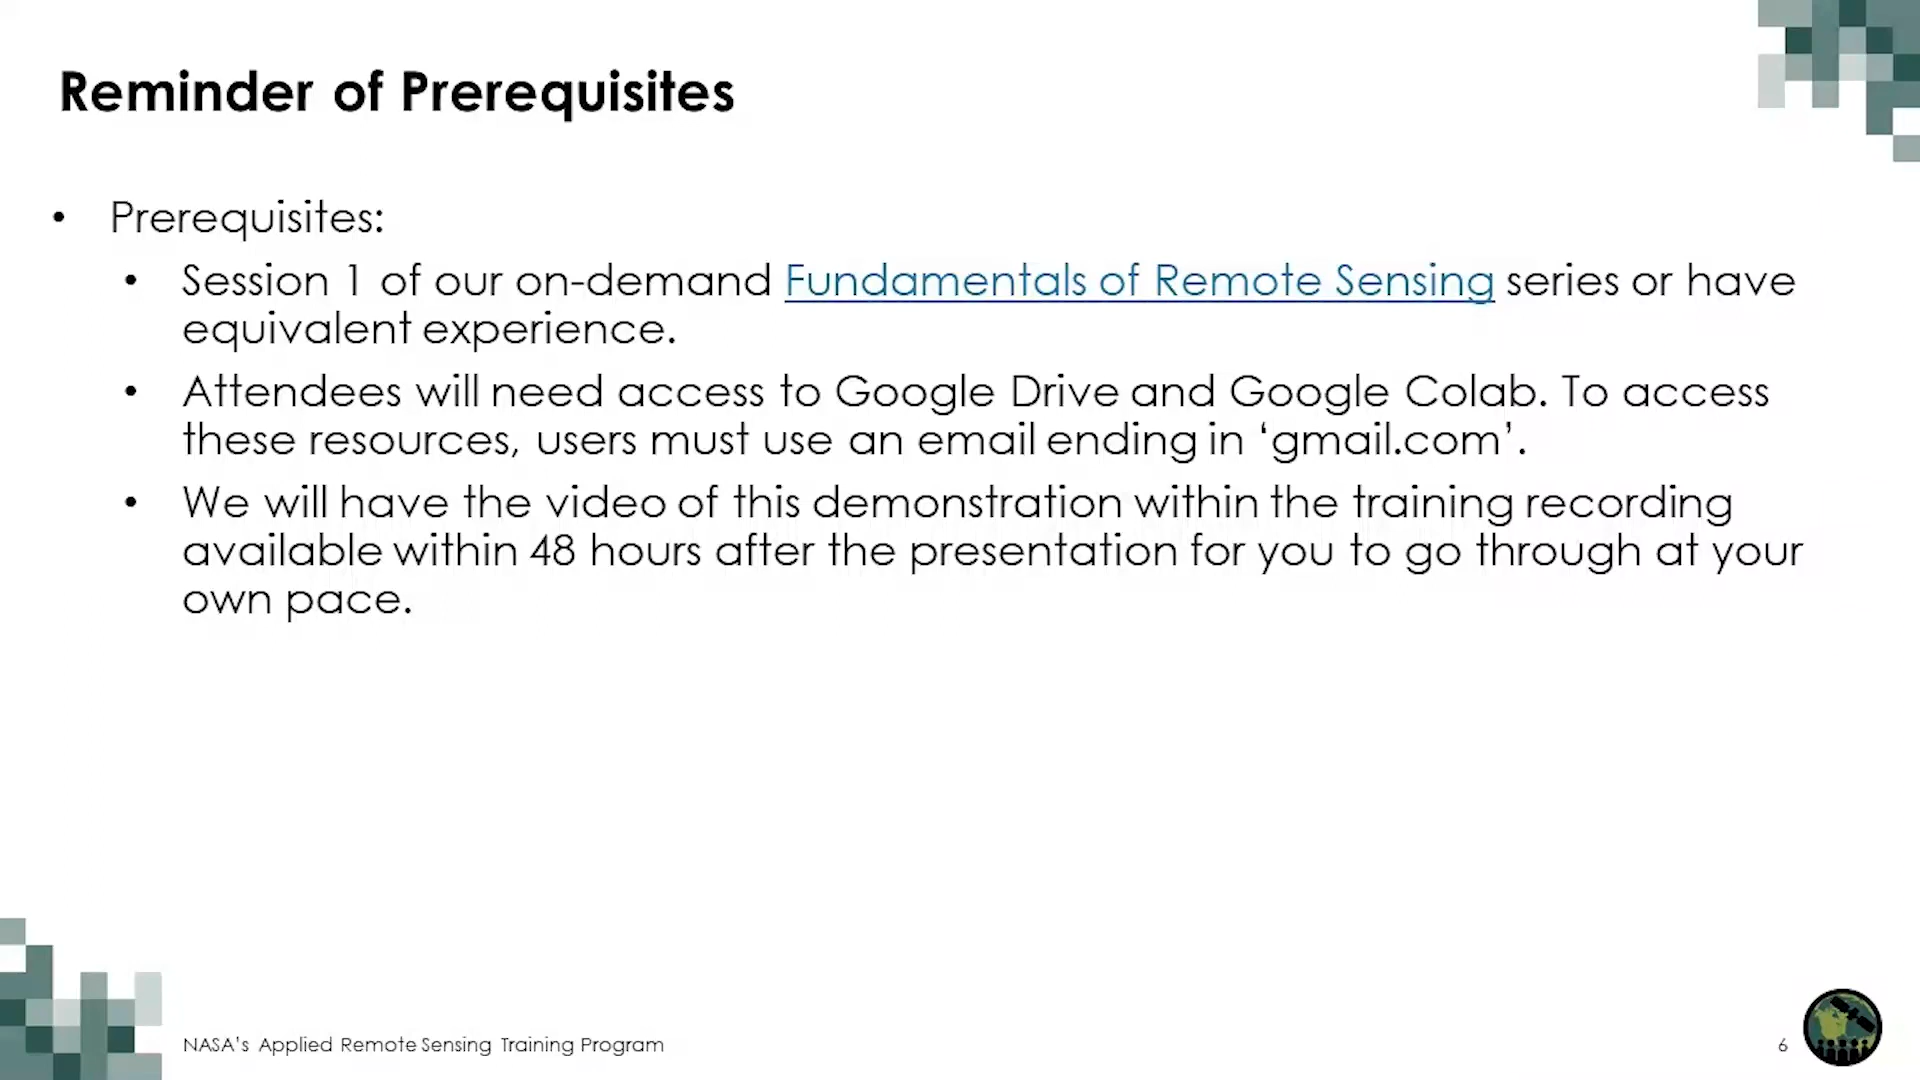 Reminder of Prerequisites
• Prerequisites:
• Session 1 of our on-demand Fundamentals of Remote Sensing series or have
equivalent experience.
• Attendees will need access to Google Drive and Google Colab. To access
these resources, users must use an email ending in ‘gmail.com’.
• We will have the video of this demonstration within the training recording
available within 48 hours after the presentation for you to go through at your
own pace.
NASA’s Applied Remote Sensing Training Program
6